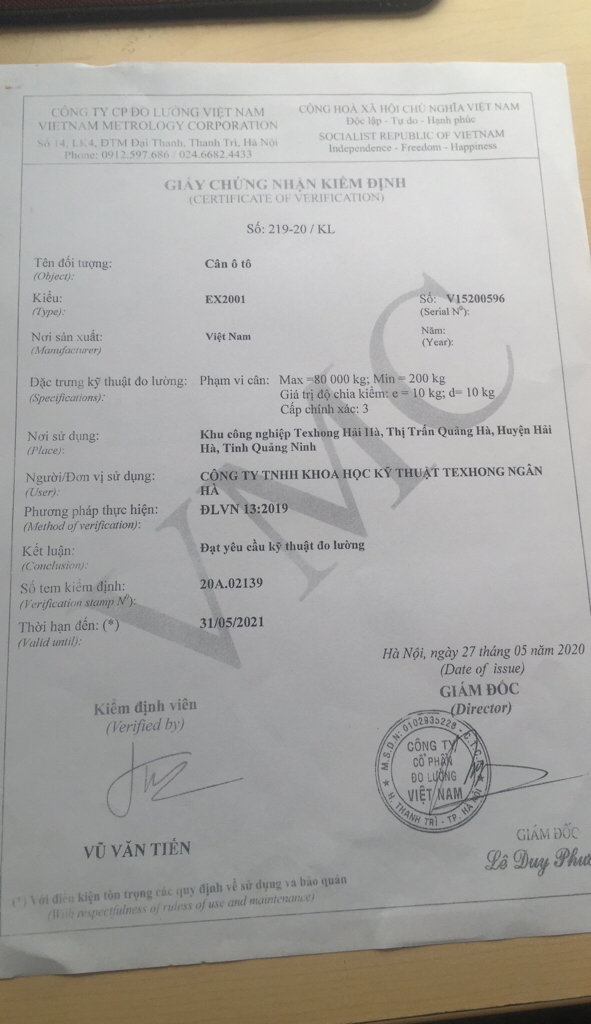 CÔNG TY CP ĐO LƯỜNG VIỆT NAM
VIETNAM METROLOGY CORPORATION
Số 14, LK4, ĐTM Đại Thanh, Thanh Trì, Hà Nội
Phone: 0912.597.686 / 024.6682.4433
CỘNG HOÀ XÃ HỘI CHỦ NGHĨA VIỆT NAM
Độc lập - Tự do - Hạnh phúc
SOCIALIST REPUBLIC OF VIETNAM
Independence - Freedom - Happiness
GIẤY CHỨNG NHẬN KIỂM ĐỊNH
(CERTIFICATE OF VERIFICATION)
Số: 219-20 / KL
Tên đối tượng: Cân ô tô
(Object):
Kiểu: EX2001 Số: V15200596
(Type): (Serial Nº):
Nơi sản xuất: Việt Nam Năm:
(Manufacturer) (Year):
Đặc trưng kỹ thuật đo lường: Phạm vi cân: Max =80 000 kg; Min = 200 kg
(Specifications): Giá trị độ chia kiểm: e = 10 kg; d= 10 kg
Cấp chính xác: 3
Nơi sử dụng: Khu công nghiệp Texhong Hải Hà, Thị Trấn Quảng Hà, Huyện Hải
(Place): Hà, Tỉnh Quảng Ninh
Người/Đơn vị sử dụng: CÔNG TY TNHH KHOA HỌC KỸ THUẬT TEXHONG NGÂN
(User): HÀ
Phương pháp thực hiện: ĐLVN 13:2019
(Method of verification):
Kết luận: Đạt yêu cầu kỹ thuật đo lường
(Conclusion):
Số tem kiểm định: 20A.02139
(Verification stamp Nº):
Thời hạn đến: (*) 31/05/2021
(Valid until):
VMC
Hà Nội, ngày 27 tháng 05 năm 2020
(Date of issue)
Kiểm định viên
(Verified by)
GIÁM ĐỐC
(Director)
M.S.D.N: 0102935228 - C.T.C.P
CÔNG TY
CỔ PHẦN
ĐO LƯỜNG
VIỆT NAM
H. THANH TRÌ - TP. HÀ NỘI
VŨ VĂN TIẾN
GIÁM ĐỐC
Lê Duy
(*) Với điều kiện tôn trọng các quy định về sử dụng và bảo quản
(With respectfulness of ruless of use and maintenance)